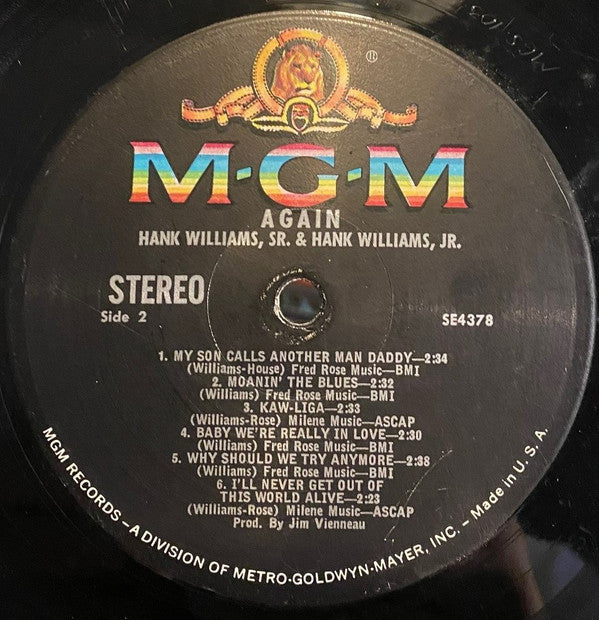 ®
M·G·M
AGAIN
HANK WILLIAMS, SR. & HANK WILLIAMS, JR.
STEREO
Side 2
SE4378
1. MY SON CALLS ANOTHER MAN DADDY—2:34
(Williams-House) Fred Rose Music—BMI
2. MOANIN' THE BLUES—2:32
(Williams) Fred Rose Music—BMI
3. KAW-LIGA—2:33
(Williams-Rose) Milene Music—ASCAP
4. BABY WE'RE REALLY IN LOVE—2:30
(Williams) Fred Rose Music—BMI
5. WHY SHOULD WE TRY ANYMORE—2:38
(Williams) Fred Rose Music—BMI
6. I'LL NEVER GET OUT OF
THIS WORLD ALIVE—2:23
(Williams-Rose) Milene Music—ASCAP
Prod. By Jim Vienneau
MGM RECORDS – A DIVISION OF METRO-GOLDWYN-MAYER, INC. – Made in U.S.A.